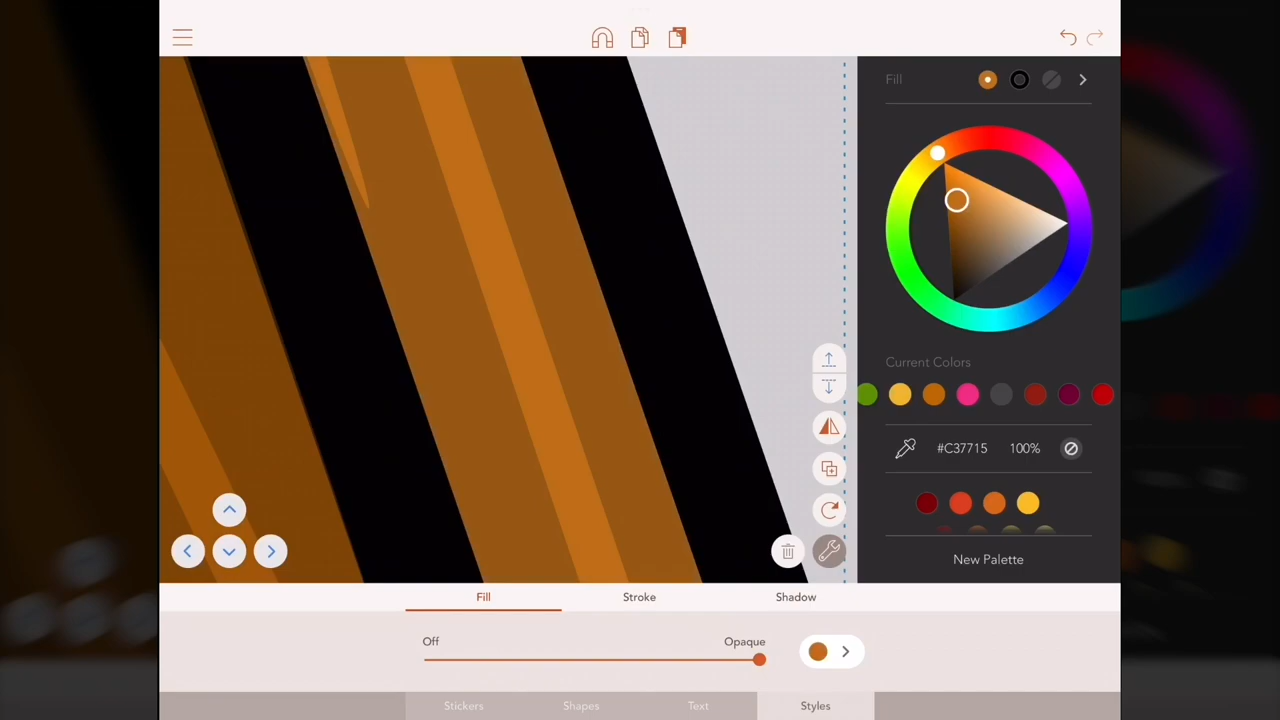 Fill
Current Colors
#C37715 100%
New Palette
Fill Stroke Shadow
Off Opaque
Stickers Shapes Text Styles